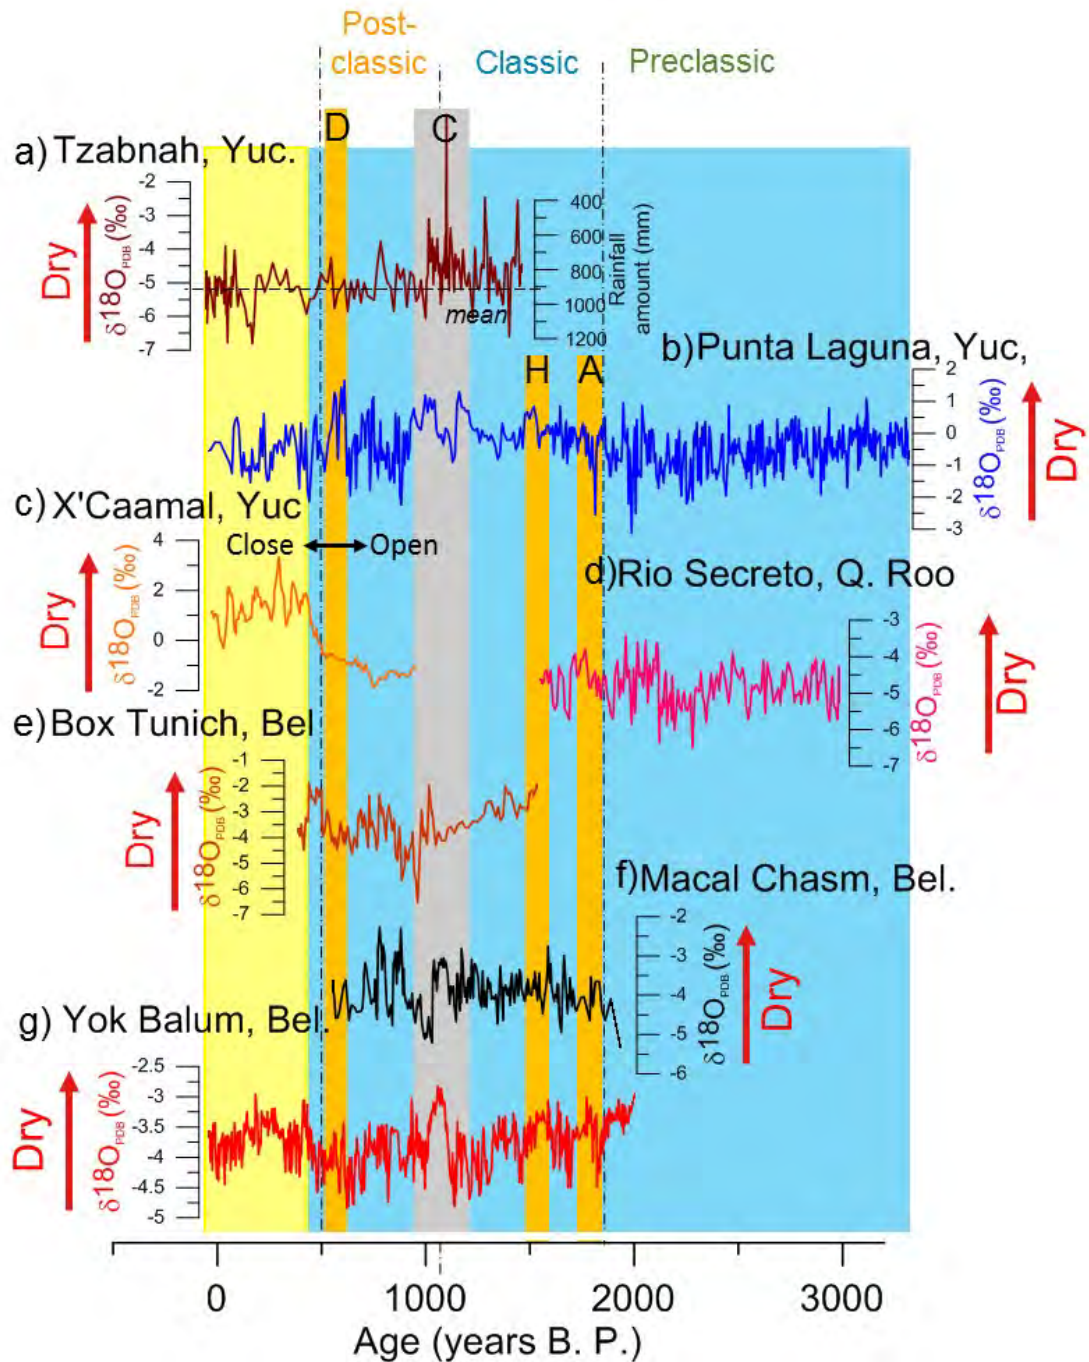 Post-
classic
Classic
Preclassic
D
C
a) Tzabnah, Yuc.
-2
-3
-4
-5
-6
-7
Dry
δ18O PDB (‰)
mean
400
600
800
1000
1200
Rainfall
amount (mm)
b) Punta Laguna, Yuc,
H
A
2
1
0
-1
-2
-3
δ18O PDB (‰)
Dry
c) X'Caamal, Yuc
Close
Open
4
2
0
-2
Dry
δ18O PDB (‰)
d) Rio Secreto, Q. Roo
-3
-4
-5
-6
-7
δ18O PDB (‰)
Dry
e) Box Tunich, Bel
-1
-2
-3
-4
-5
-6
-7
Dry
δ18O PDB (‰)
f) Macal Chasm, Bel.
-2
-3
-4
-5
-6
δ18O PDB (‰)
Dry
g) Yok Balum, Bel.
-2.5
-3
-3.5
-4
-4.5
-5
Dry
δ18O PDB (‰)
0 1000 2000 3000
Age (years B. P.)